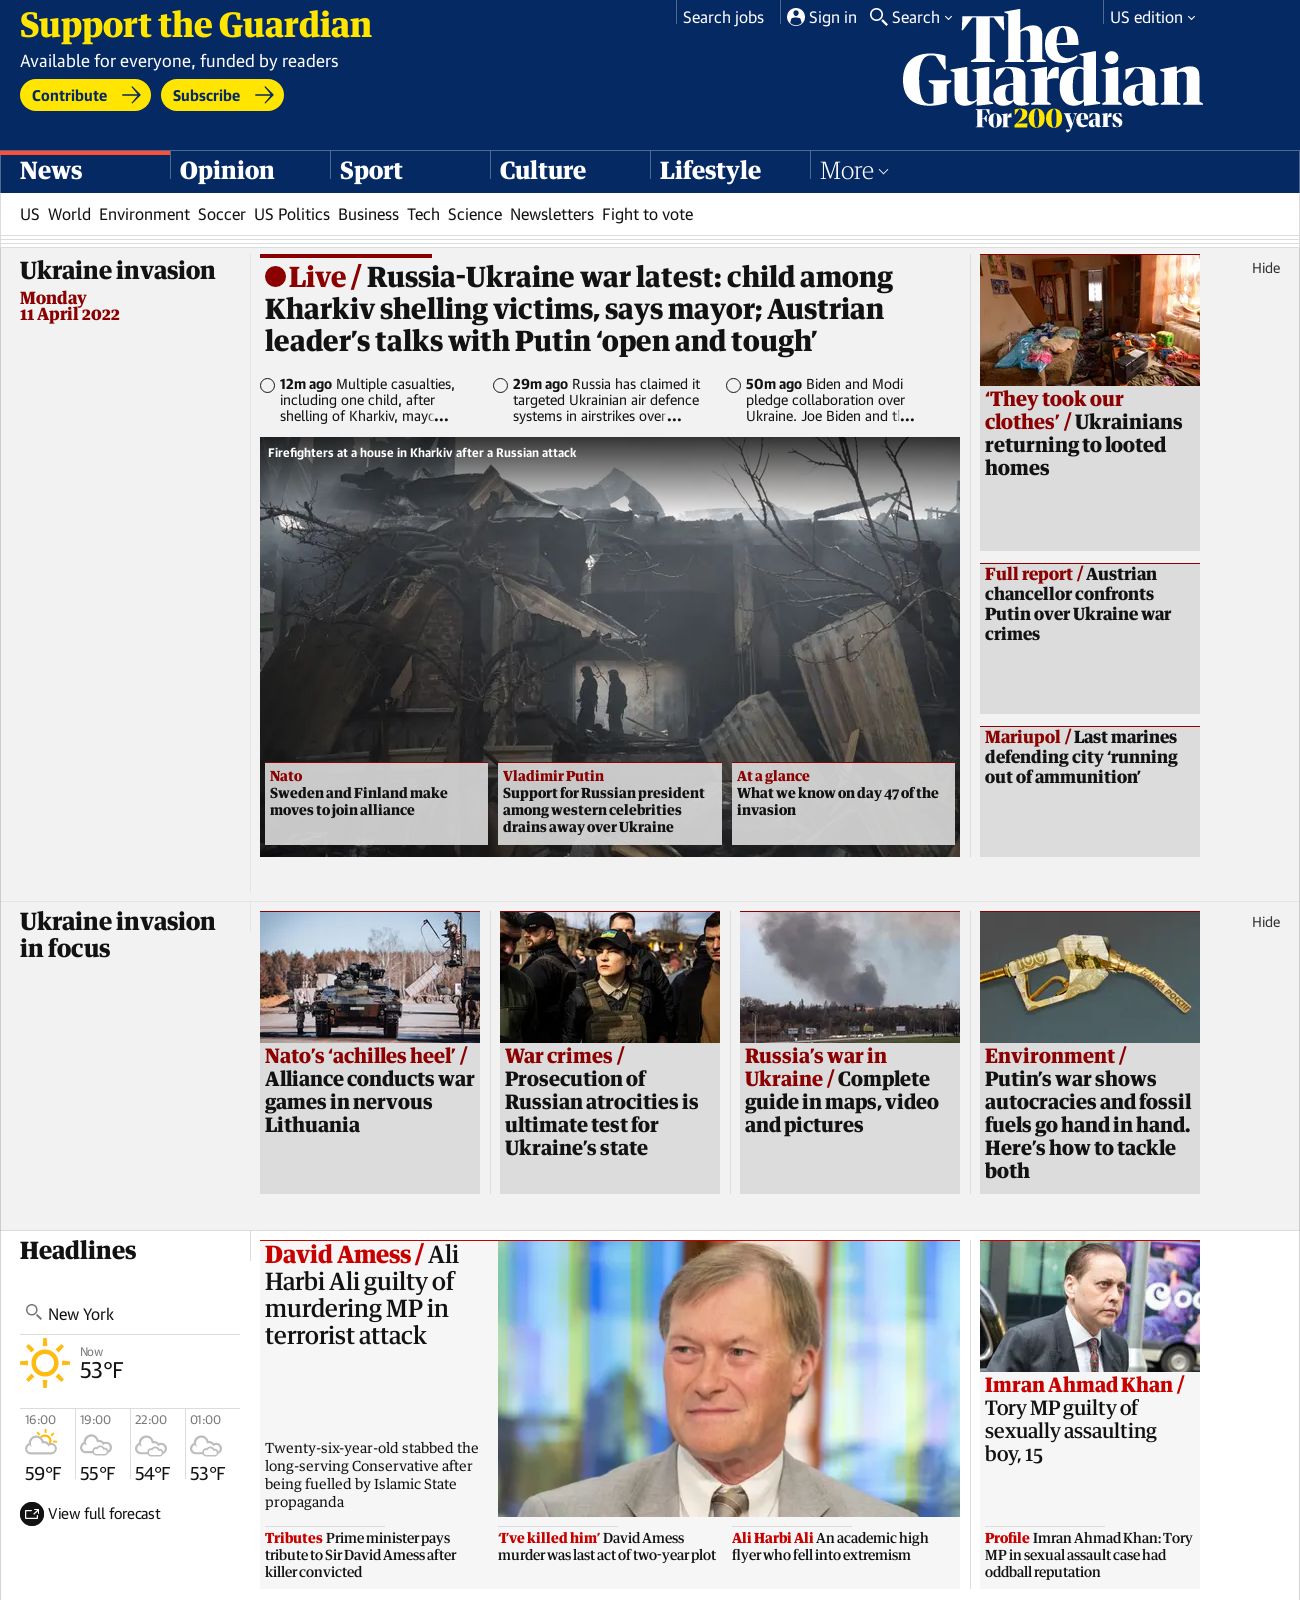 Support the Guardian
Available for everyone, funded by readers
Contribute
Subscribe
Search jobs
Sign in
Search
US edition
The
Guardian
For 200 years
News
Opinion
Sport
Culture
Lifestyle
More
US World Environment Soccer US Politics Business Tech Science Newsletters Fight to vote
Ukraine invasion
Monday
11 April 2022
Hide
Live / Russia-Ukraine war latest: child among
Kharkiv shelling victims, says mayor; Austrian
leader’s talks with Putin ‘open and tough’
12m ago Multiple casualties,
including one child, after
shelling of Kharkiv, mayo...
29m ago Russia has claimed it
targeted Ukrainian air defence
systems in airstrikes over...
50m ago Biden and Modi
pledge collaboration over
Ukraine. Joe Biden and t...
Firefighters at a house in Kharkiv after a Russian attack
Nato
Sweden and Finland make
moves to join alliance
Vladimir Putin
Support for Russian president
among western celebrities
drains away over Ukraine
At a glance
What we know on day 47 of the
invasion
‘They took our
clothes’ / Ukrainians
returning to looted
homes
Full report / Austrian
chancellor confronts
Putin over Ukraine war
crimes
Mariupol / Last marines
defending city ‘running
out of ammunition’
Ukraine invasion
in focus
Hide
Nato’s ‘achilles heel’ /
Alliance conducts war
games in nervous
Lithuania
War crimes /
Prosecution of
Russian atrocities is
ultimate test for
Ukraine’s state
Russia’s war in
Ukraine / Complete
guide in maps, video
and pictures
Environment /
Putin’s war shows
autocracies and fossil
fuels go hand in hand.
Here’s how to tackle
both
Headlines
New York
Now
53°F
16:00
59°F
19:00
55°F
22:00
54°F
01:00
53°F
View full forecast
David Amess / Ali
Harbi Ali guilty of
murdering MP in
terrorist attack
Twenty-six-year-old stabbed the
long-serving Conservative after
being fuelled by Islamic State
propaganda
Tributes Prime minister pays
tribute to Sir David Amess after
killer convicted
‘I’ve killed him’ David Amess
murder was last act of two-year plot
Ali Harbi Ali An academic high
flyer who fell into extremism
Imran Ahmad Khan /
Tory MP guilty of
sexually assaulting
boy, 15
Profile Imran Ahmad Khan: Tory
MP in sexual assault case had
oddball reputation